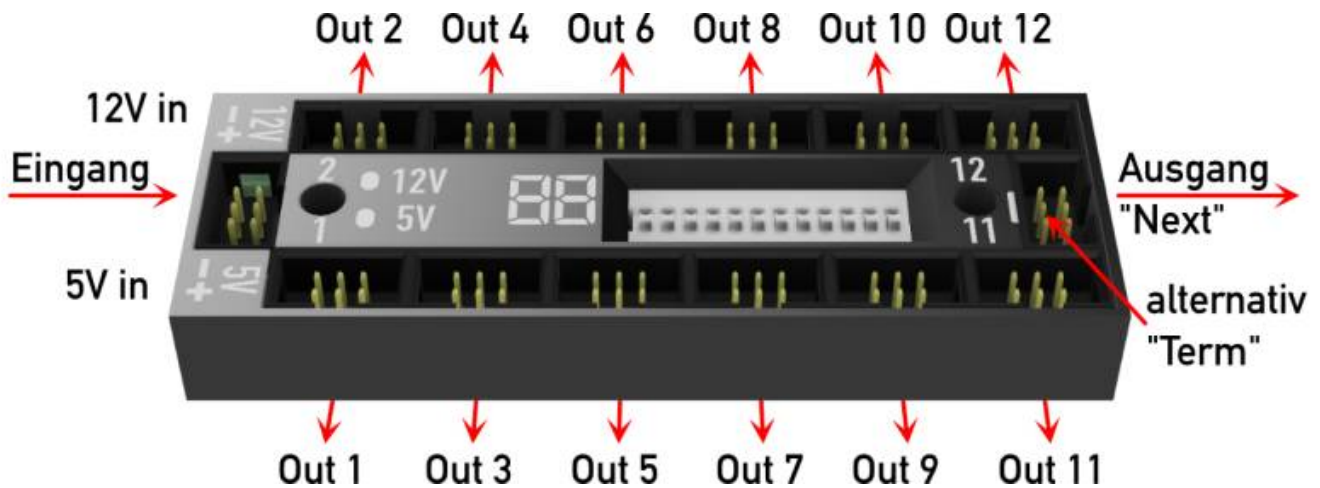 Out 2 Out 4 Out 6 Out 8 Out 10 Out 12
12V in
- + 12V
Eingang
2
12V
12
Ausgang
1
5V
88
11
"Next"
5V in
- + 5V
alternativ
"Term"
Out 1 Out 3 Out 5 Out 7 Out 9 Out 11